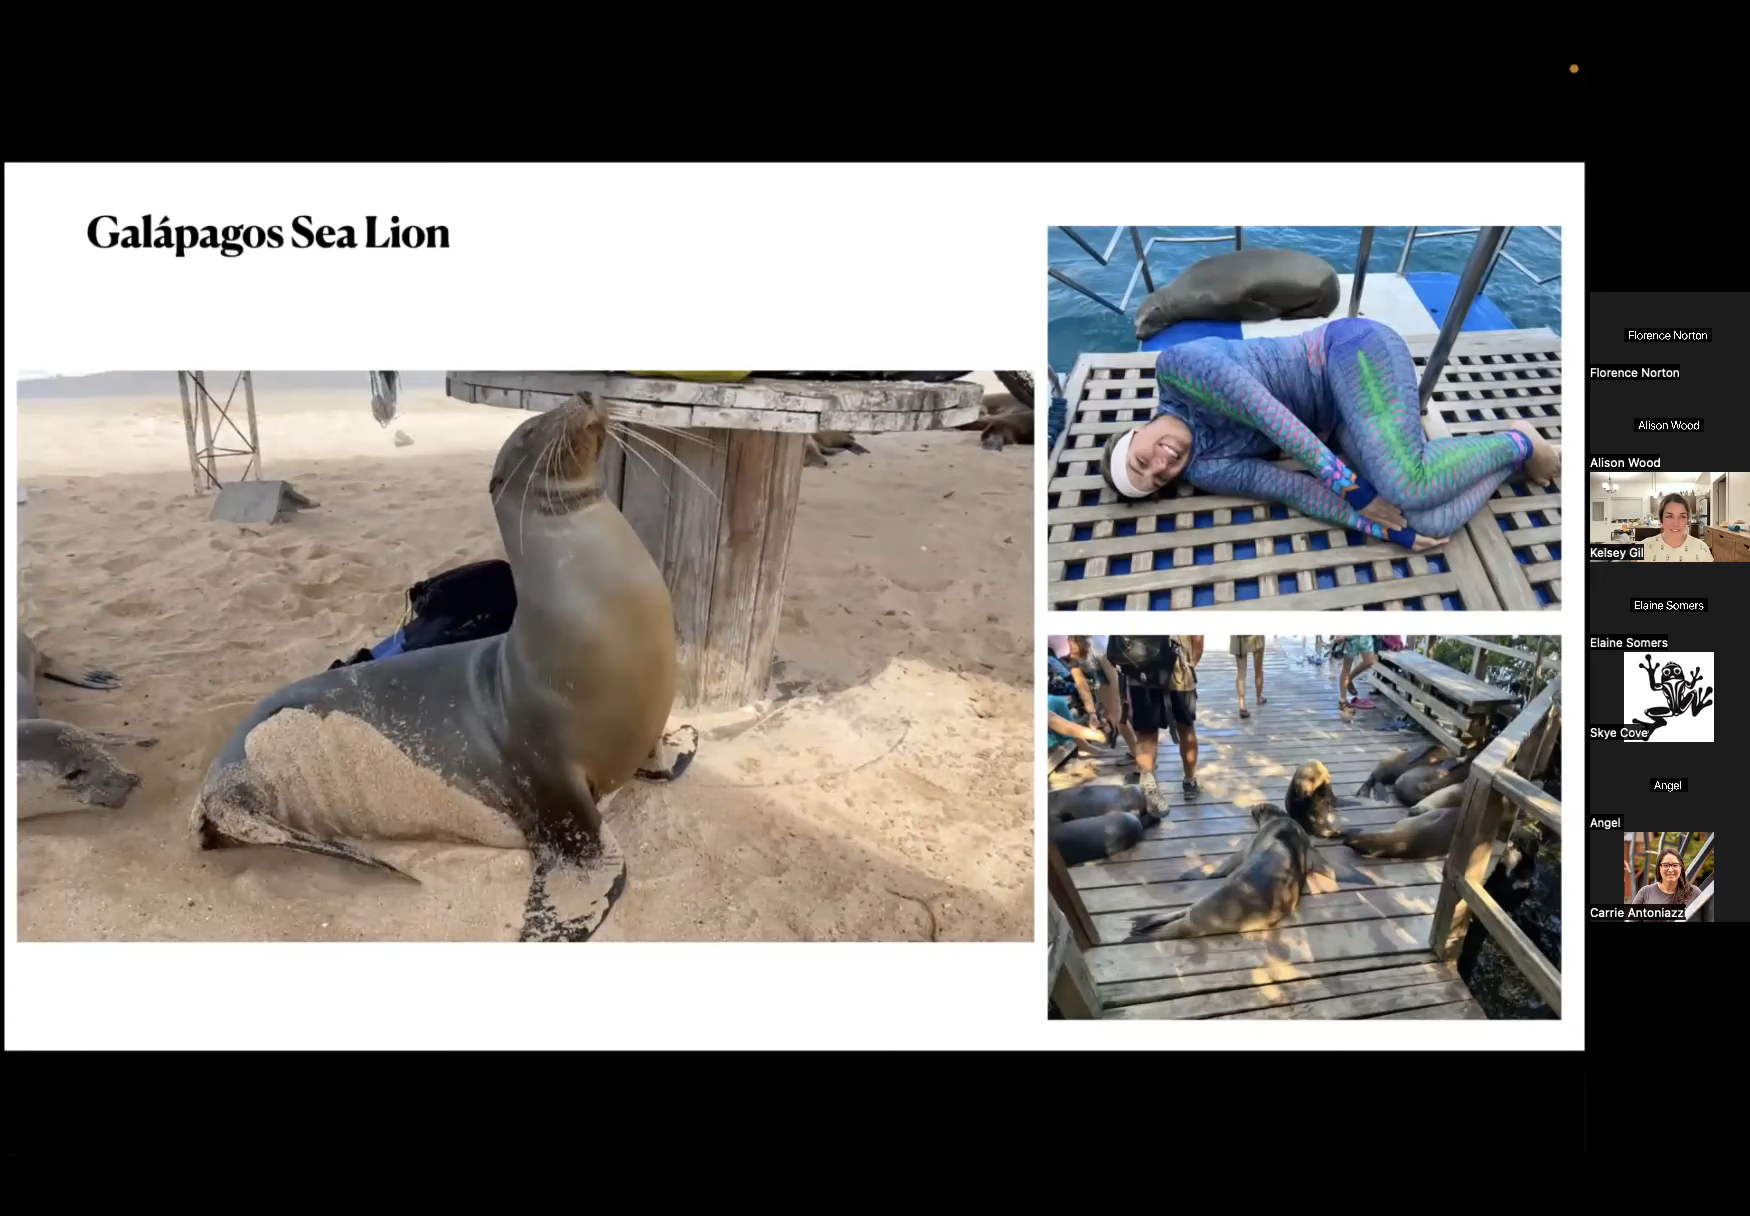 Galápagos Sea Lion
Florence Norton
Florence Norton
Alison Wood
Alison Wood
Kelsey Gil
Elaine Somers
Elaine Somers
Skye Cove
Angel
Angel
Carrie Antoniazzi